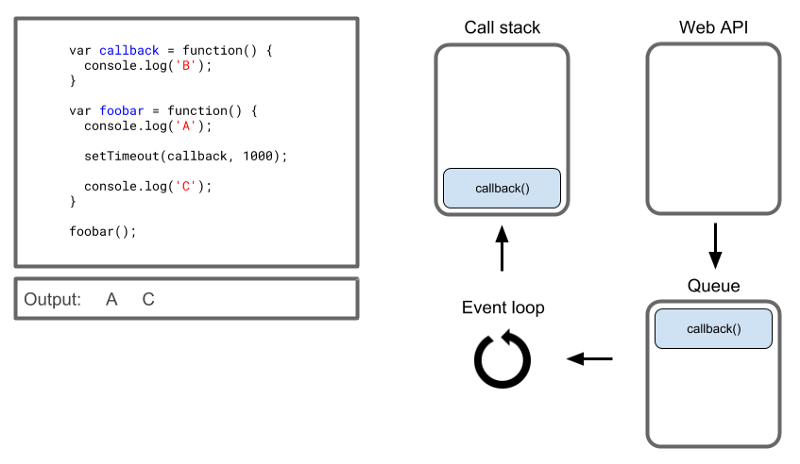 var callback = function() {
console.log('B');
}
var foobar = function() {
console.log('A');
setTimeout(callback, 1000);
console.log('C');
}
foobar();
Output: A C
Call stack
callback()
Web API
Event loop
Queue
callback()